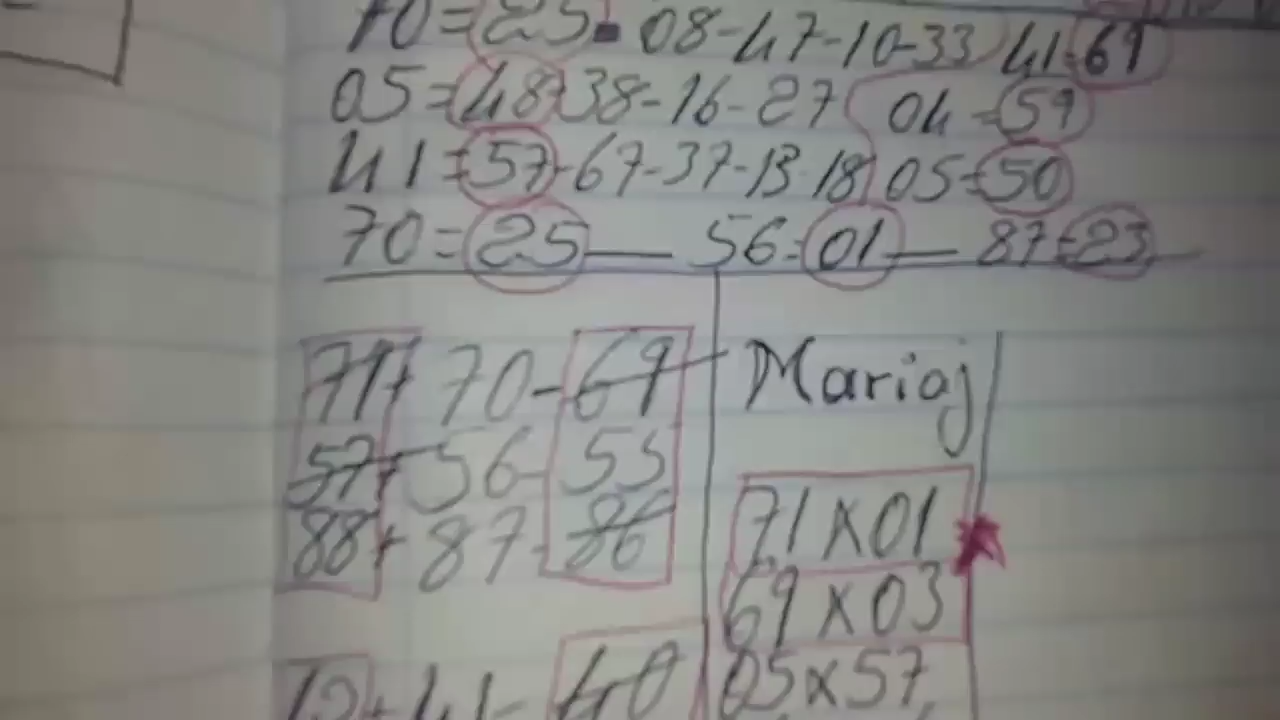 70=25-08-47-10-33 41=69
05=48-38-16-27 04=59
41=57-67-37-13-18 05=50
70=25—56=01—87=23—
71+70-69
57+56-55
88+87-86
41-40
Mariaj
71X01
69X03
05x57